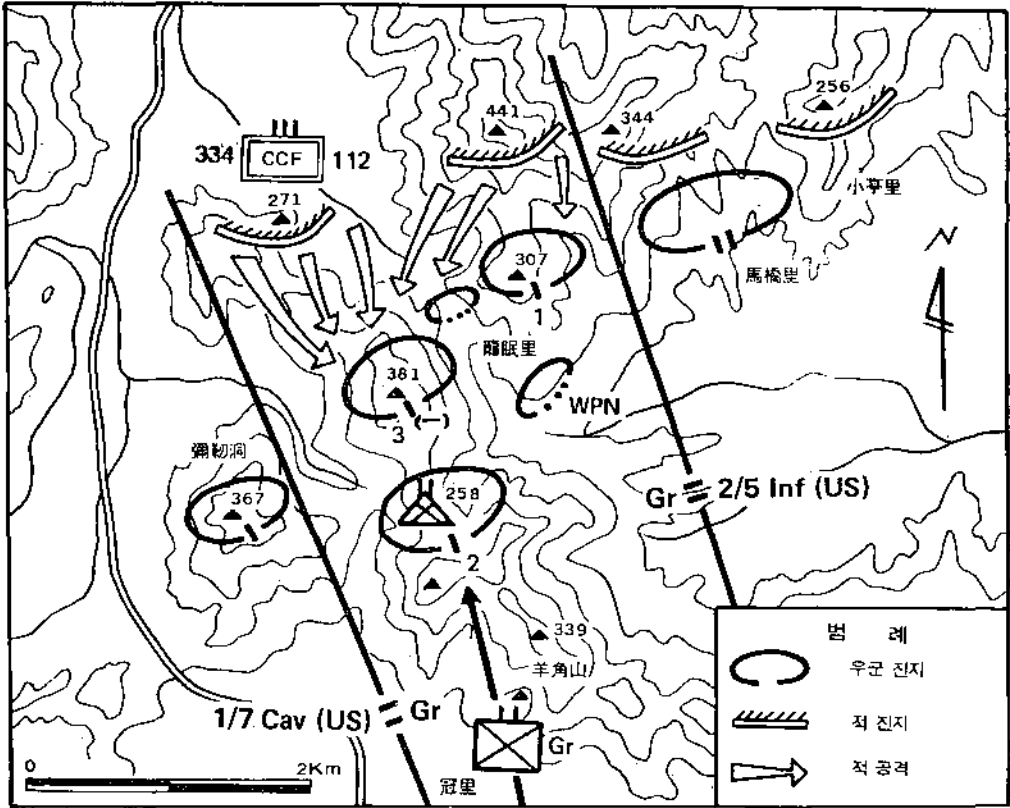 256
441
344
334
CCF
112
小亭里
271
307
馬橋里
1
龍眠里
381
WPN
3 (一)
彌勒洞
367
258
Gr
2/5 Inf (US)
2
범 례
339
우군 진지
羊角山
1/7 Cav (US)
Gr
적 진지
Gr
0
2Km
冠里
적 공격
N